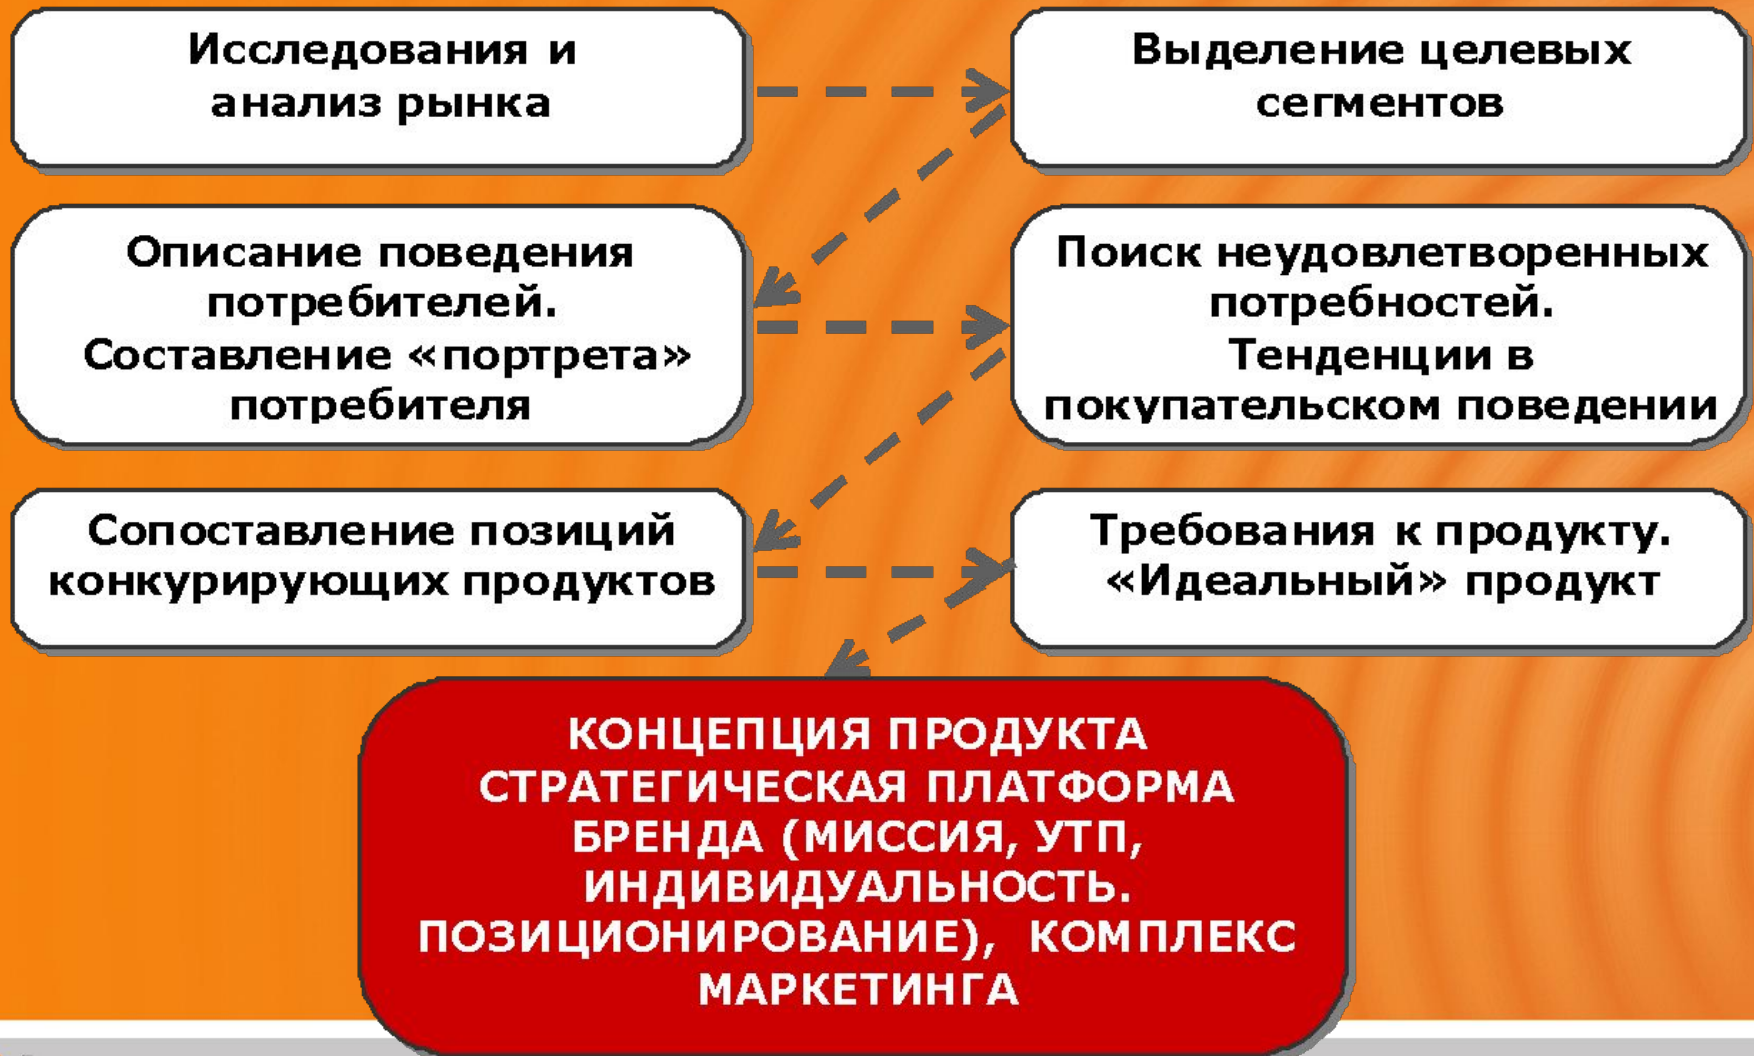 Исследования и
анализ рынка
Выделение целевых
сегментов
Описание поведения
потребителей.
Составление «портрета»
потребителя
Поиск неудовлетворенных
потребностей.
Тенденции в
покупательском поведении
Сопоставление позиций
конкурирующих продуктов
Требования к продукту.
«Идеальный» продукт
КОНЦЕПЦИЯ ПРОДУКТА
СТРАТЕГИЧЕСКАЯ ПЛАТФОРМА
БРЕНДА (МИССИЯ, УТП,
ИНДИВИДУАЛЬНОСТЬ.
ПОЗИЦИОНИРОВАНИЕ), КОМПЛЕКС
МАРКЕТИНГА